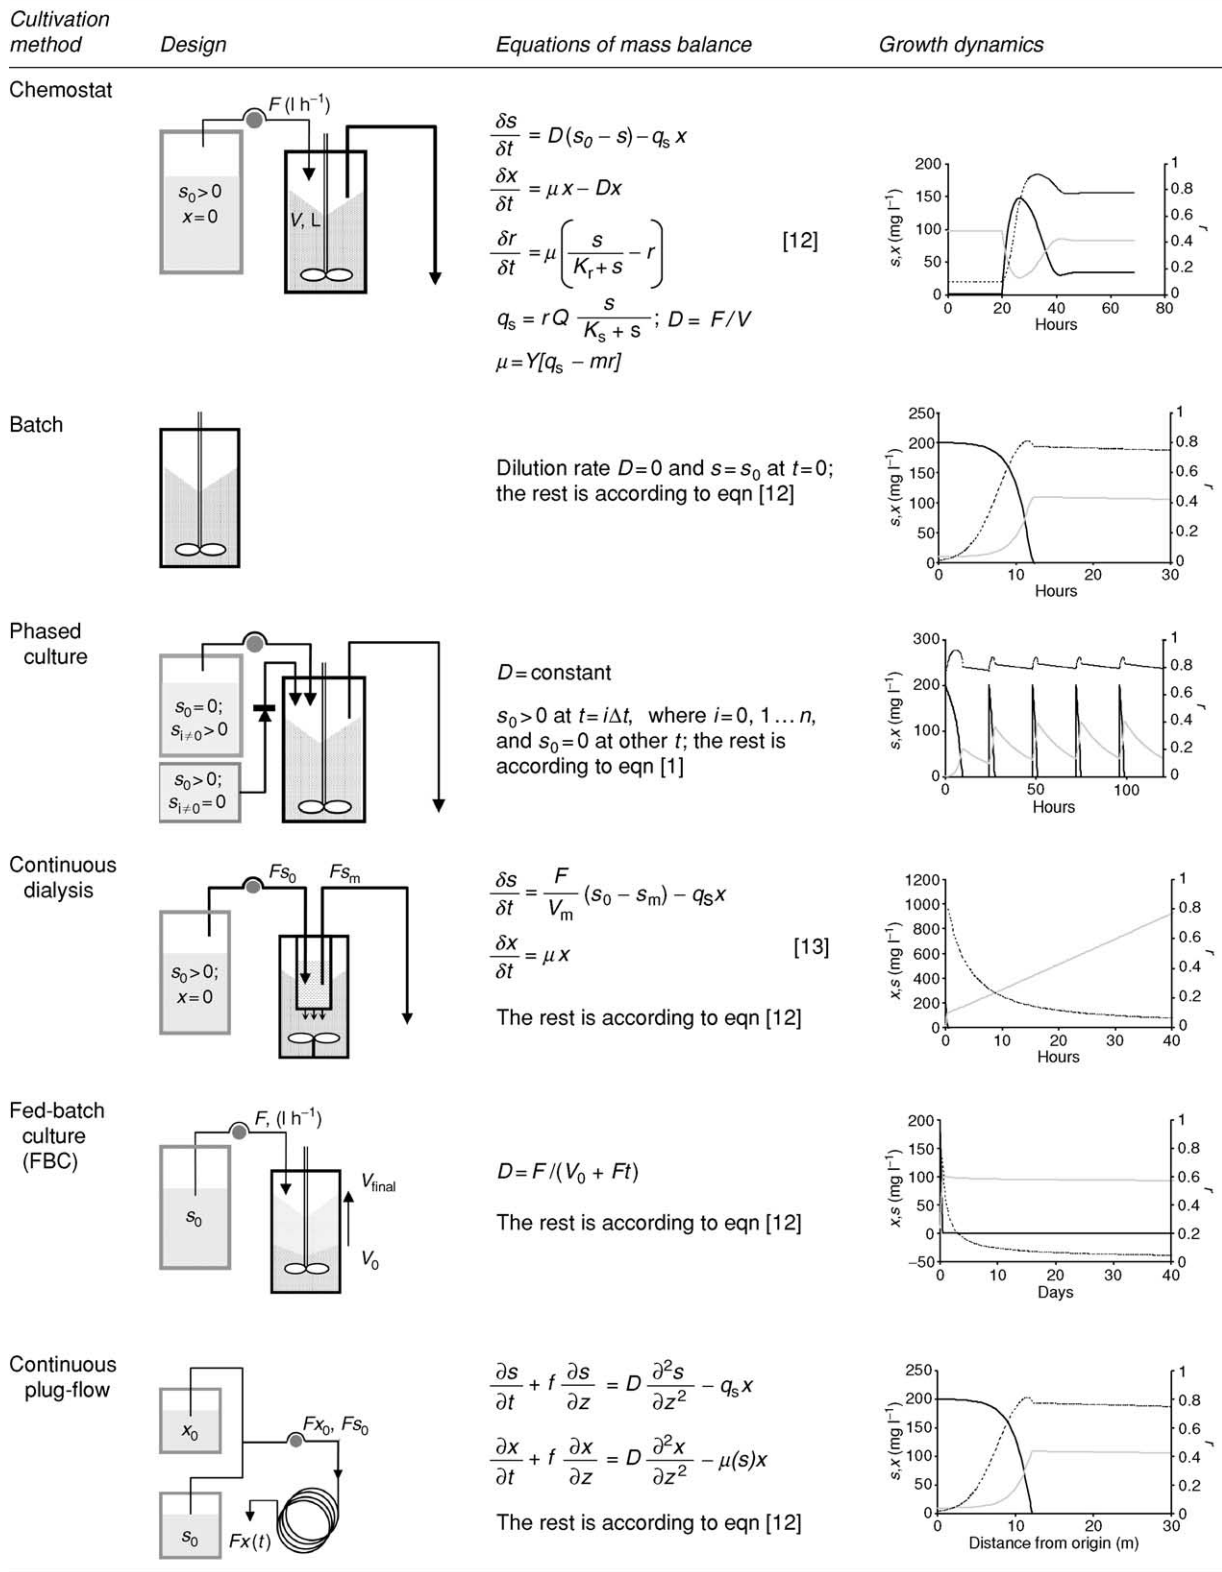 Cultivation
method
Design
Equations of mass balance
Growth dynamics
Chemostat
F (l h⁻¹)
s₀ > 0
x = 0
V, L
δs/δt = D(s₀ – s) – qₛ x
δx/δt = μx – Dx
δr/δt = μ(s/(Kᵣ + s) – r)
[12]
qₛ = rQ s/(Kₛ + s); D = F/V
μ = Y[qₛ – mr]
s,x (mg l⁻¹)
200
150
100
50
0
1
0.8
0.6
0.4
0.2
0
r
0 20 40 60 80
Hours
Batch
Dilution rate D = 0 and s = s₀ at t = 0;
the rest is according to eqn [12]
s,x (mg l⁻¹)
250
200
150
100
50
0
1
0.8
0.6
0.4
0.2
0
r
0 10 20 30
Hours
Phased
culture
s₀ = 0;
s_{i≠0} > 0
s₀ > 0;
s_{i≠0} = 0
D = constant
s₀ > 0 at t = iΔt, where i = 0, 1 ... n,
and s₀ = 0 at other t; the rest is
according to eqn [1]
s,x (mg l⁻¹)
300
200
100
0
1
0.8
0.6
0.4
0.2
0
r
0 50 100
Hours
Continuous
dialysis
Fs₀
Fsₘ
s₀ > 0;
x = 0
δs/δt = F/Vₘ (s₀ – sₘ) – q_S x
δx/δt = μx
[13]
The rest is according to eqn [12]
x,s (mg l⁻¹)
1200
1000
800
600
400
200
0
1
0.8
0.6
0.4
0.2
0
r
0 10 20 30 40
Hours
Fed-batch
culture
(FBC)
F, (l h⁻¹)
s₀
V_final
V₀
D = F/(V₀ + Ft)
The rest is according to eqn [12]
x,s (mg l⁻¹)
200
150
100
50
0
–50
1
0.8
0.6
0.4
0.2
0
r
0 10 20 30 40
Days
Continuous
plug-flow
x₀
Fx₀, Fs₀
s₀
Fx(t)
∂s/∂t + f ∂s/∂z = D ∂²s/∂z² – qₛx
∂x/∂t + f ∂x/∂z = D ∂²x/∂z² – μ(s)x
The rest is according to eqn [12]
s,x (mg l⁻¹)
250
200
150
100
50
0
1
0.8
0.6
0.4
0.2
0
r
0 10 20 30
Distance from origin (m)